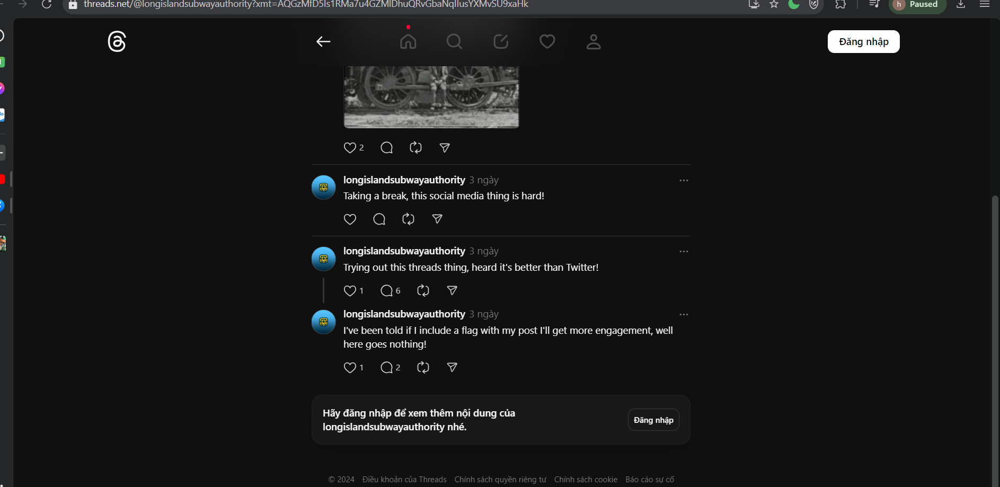 threads.net/@longislandsubwayauthority?xmt=AQGzMfD5Is1RMa7u4GZMlDhuQRvGbaNqlIusYXMvSU9xaHk
h Paused
Đăng nhập
2
longislandsubwayauthority 3 ngày
Taking a break, this social media thing is hard!
longislandsubwayauthority 3 ngày
Trying out this threads thing, heard it's better than Twitter!
1 6
longislandsubwayauthority 3 ngày
I've been told if I include a flag with my post I'll get more engagement, well
here goes nothing!
1 2
Hãy đăng nhập để xem thêm nội dung của
longislandsubwayauthority nhé.
Đăng nhập
© 2024 Điều khoản của Threads Chính sách quyền riêng tư Chính sách cookie Báo cáo sự cố